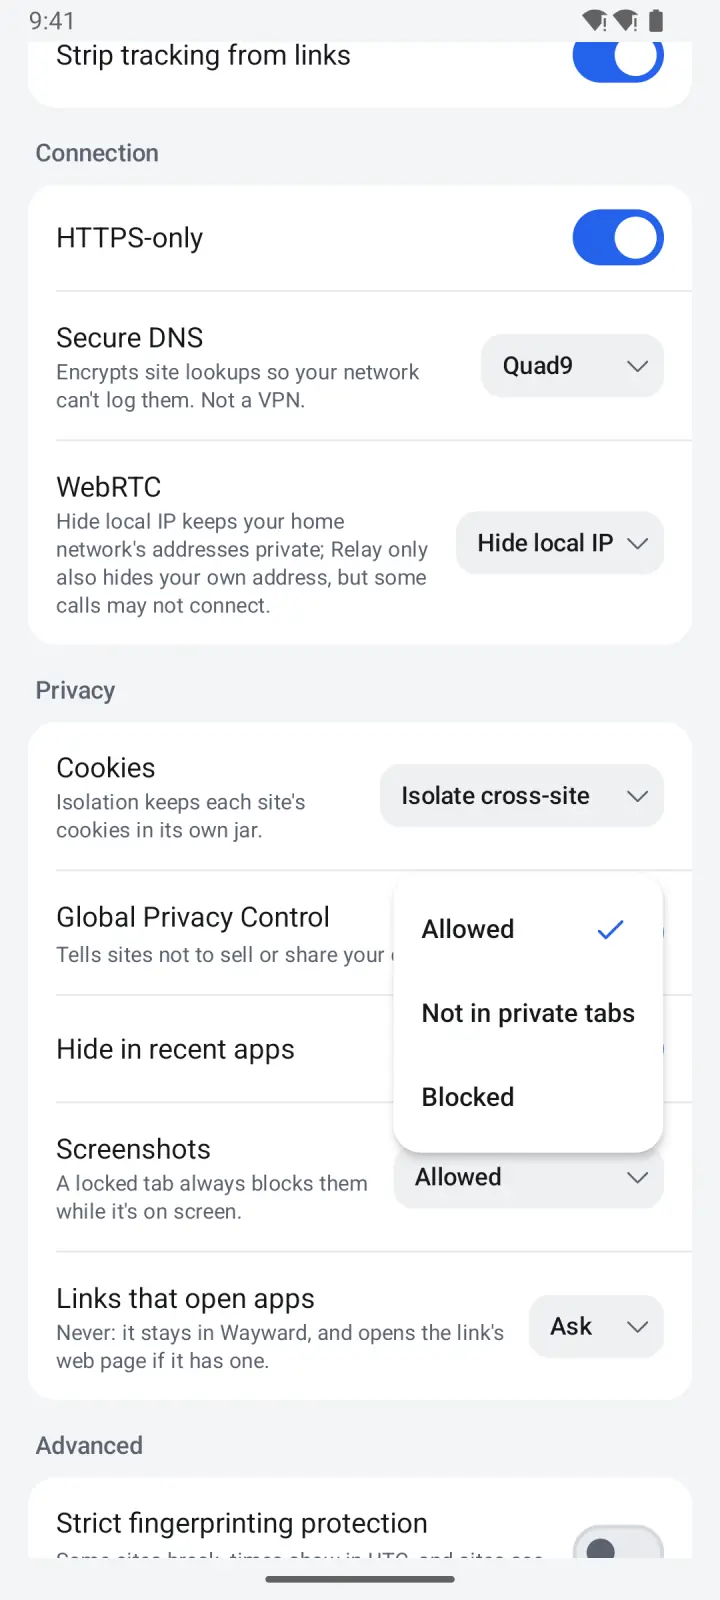 9:41
Strip tracking from links
Connection
HTTPS-only
Secure DNS
Encrypts site lookups so your network
can't log them. Not a VPN.
Quad9
WebRTC
Hide local IP keeps your home
network's addresses private; Relay only
also hides your own address, but some
calls may not connect.
Hide local IP
Privacy
Cookies
Isolation keeps each site's
cookies in its own jar.
Isolate cross-site
Global Privacy Control
Tells sites not to sell or share your
Allowed
Not in private tabs
Blocked
Hide in recent apps
Screenshots
A locked tab always blocks them
while it's on screen.
Allowed
Links that open apps
Never: it stays in Wayward, and opens the link's
web page if it has one.
Ask
Advanced
Strict fingerprinting protection